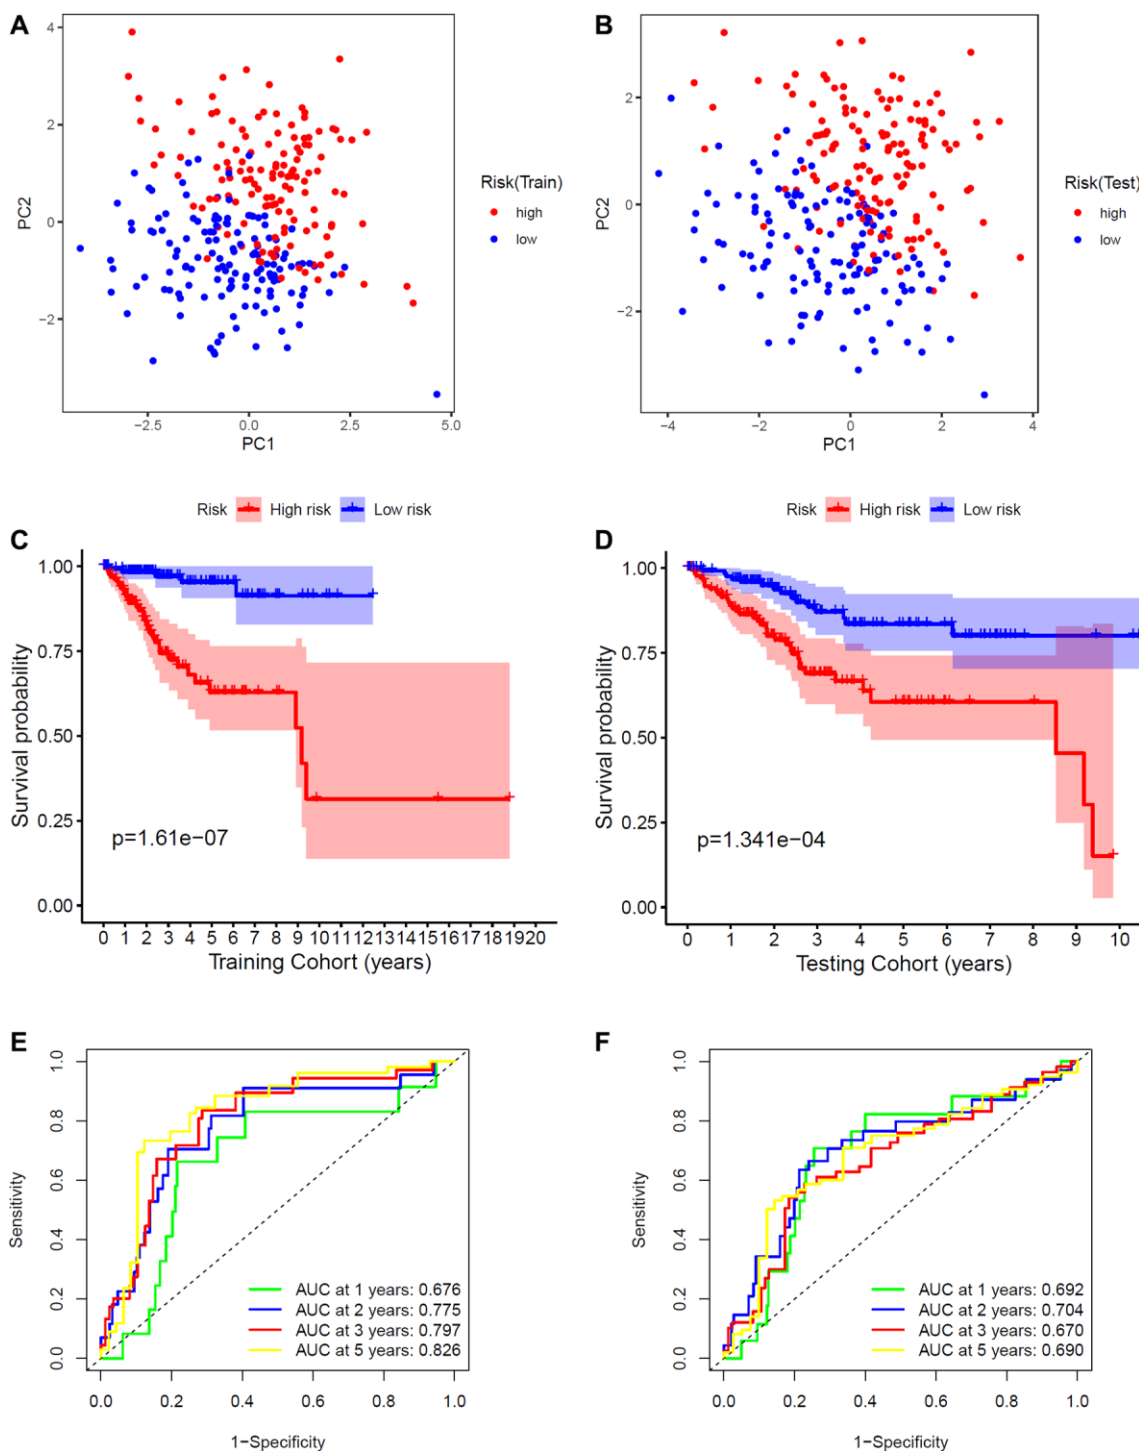 A
4
2
0
−2
−2.5
0.0
2.5
5.0
PC2
PC1
Risk(Train)
high
low
B
2
0
−2
−4
−2
0
2
4
PC2
PC1
Risk(Test)
high
low
Risk High risk Low risk
C
1.00
0.75
0.50
0.25
0.00
Survival probability
p=1.61e−07
0 1 2 3 4 5 6 7 8 9 10 11 12 13 14 15 16 17 18 19 20
Training Cohort (years)
Risk High risk Low risk
D
1.00
0.75
0.50
0.25
0.00
Survival probability
p=1.341e−04
0 1 2 3 4 5 6 7 8 9 10
Testing Cohort (years)
E
1.0
0.8
0.6
0.4
0.2
0.0
Sensitivity
AUC at 1 years: 0.676
AUC at 2 years: 0.775
AUC at 3 years: 0.797
AUC at 5 years: 0.826
0.0 0.2 0.4 0.6 0.8 1.0
1−Specificity
F
1.0
0.8
0.6
0.4
0.2
0.0
Sensitivity
AUC at 1 years: 0.692
AUC at 2 years: 0.704
AUC at 3 years: 0.670
AUC at 5 years: 0.690
0.0 0.2 0.4 0.6 0.8 1.0
1−Specificity